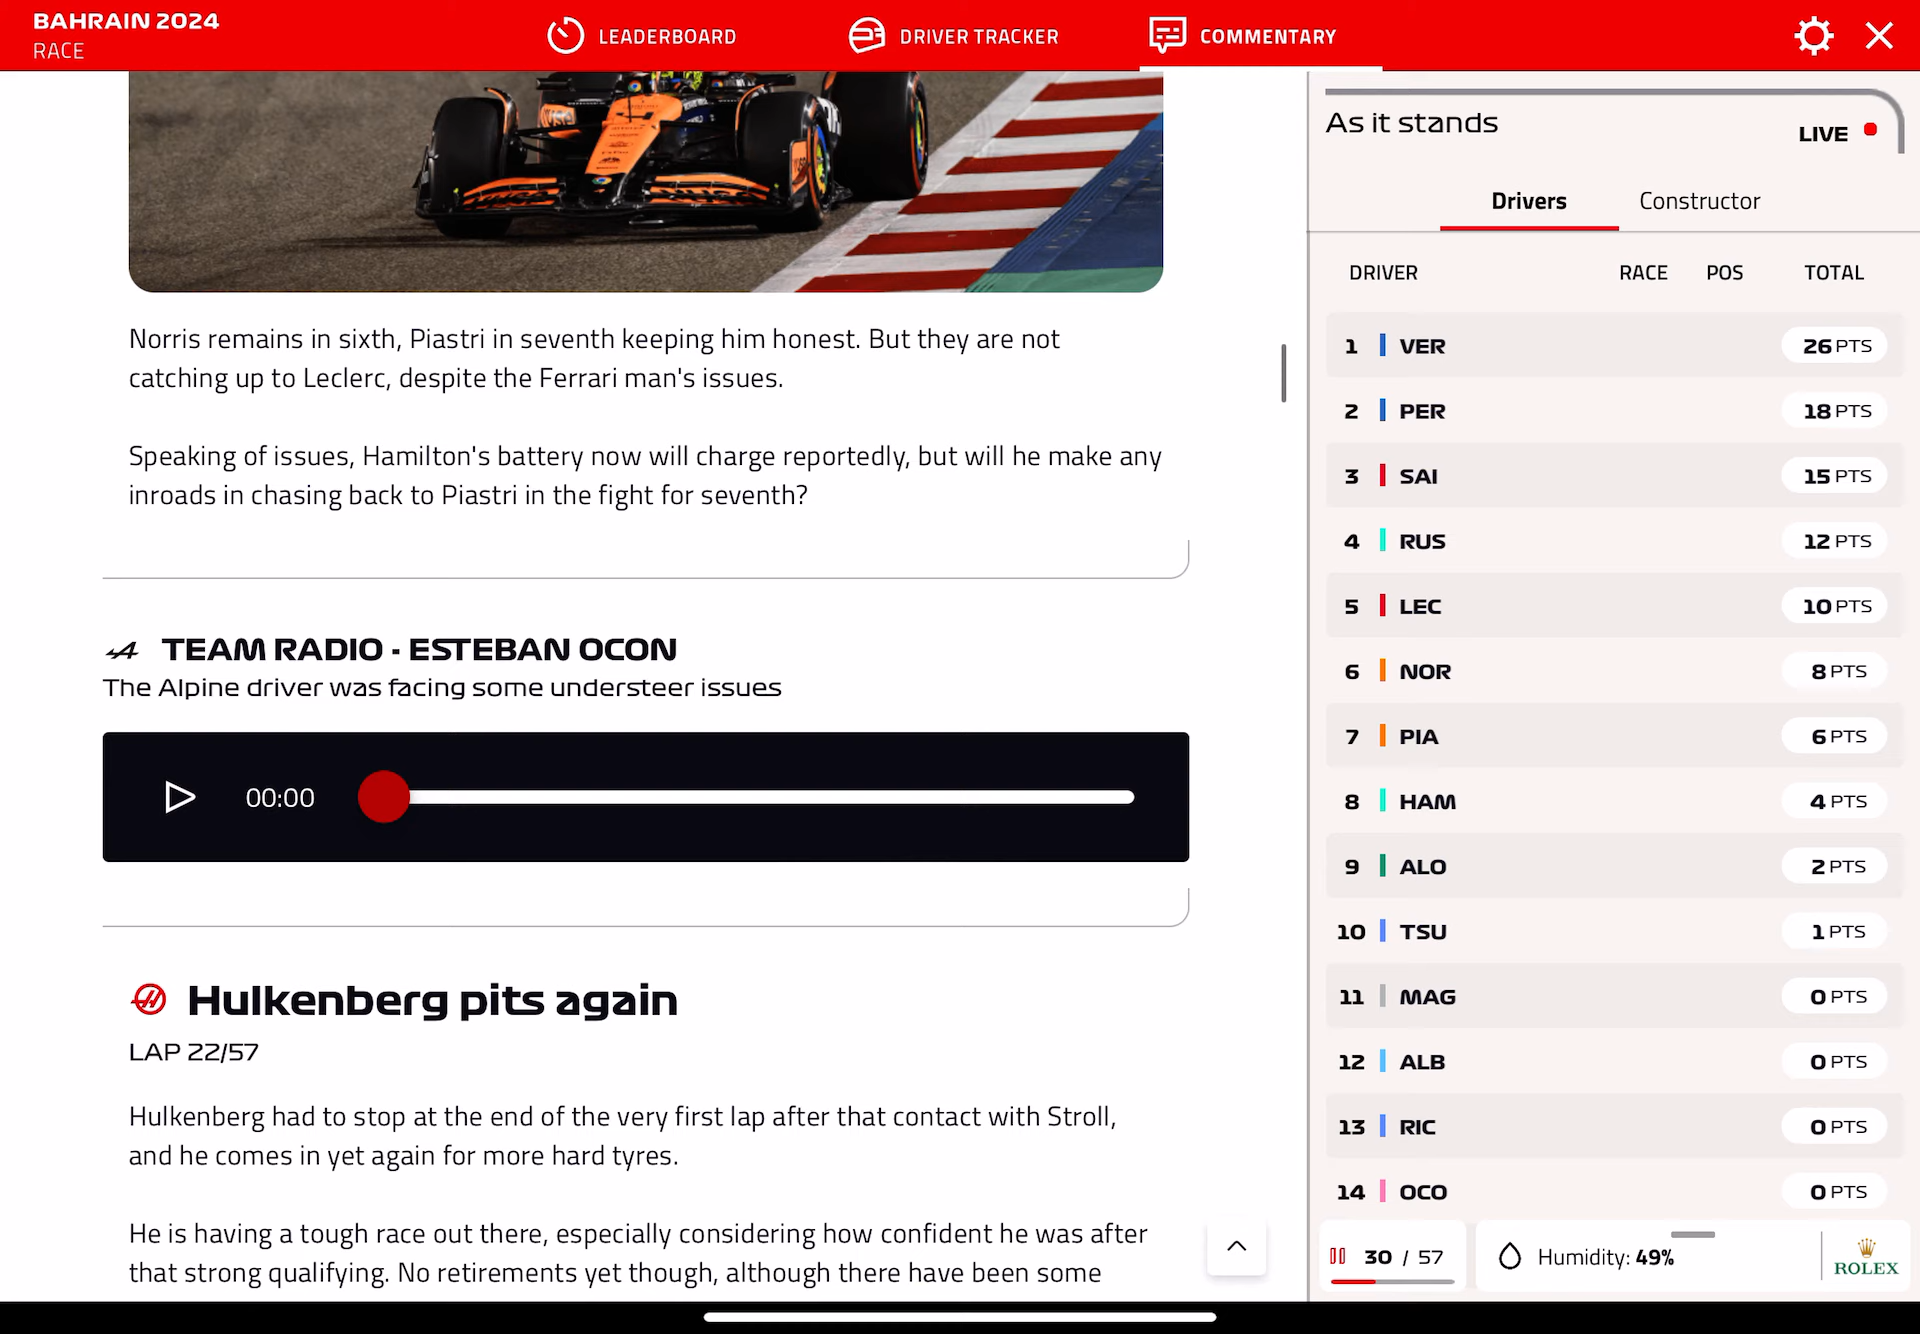 BAHRAIN 2024
RACE
LEADERBOARD
DRIVER TRACKER
COMMENTARY
4
Norris remains in sixth, Piastri in seventh keeping him honest. But they are not
catching up to Leclerc, despite the Ferrari man's issues.
Speaking of issues, Hamilton's battery now will charge reportedly, but will he make any
inroads in chasing back to Piastri in the fight for seventh?
TEAM RADIO - ESTEBAN OCON
The Alpine driver was facing some understeer issues
00:00
Hulkenberg pits again
LAP 22/57
Hulkenberg had to stop at the end of the very first lap after that contact with Stroll,
and he comes in yet again for more hard tyres.
He is having a tough race out there, especially considering how confident he was after
that strong qualifying. No retirements yet though, although there have been some
As it stands
LIVE
Drivers Constructor
DRIVER RACE POS TOTAL
1 VER 26 PTS
2 PER 18 PTS
3 SAI 15 PTS
4 RUS 12 PTS
5 LEC 10 PTS
6 NOR 8 PTS
7 PIA 6 PTS
8 HAM 4 PTS
9 ALO 2 PTS
10 TSU 1 PTS
11 MAG 0 PTS
12 ALB 0 PTS
13 RIC 0 PTS
14 OCO 0 PTS
30 / 57
Humidity: 49%
ROLEX